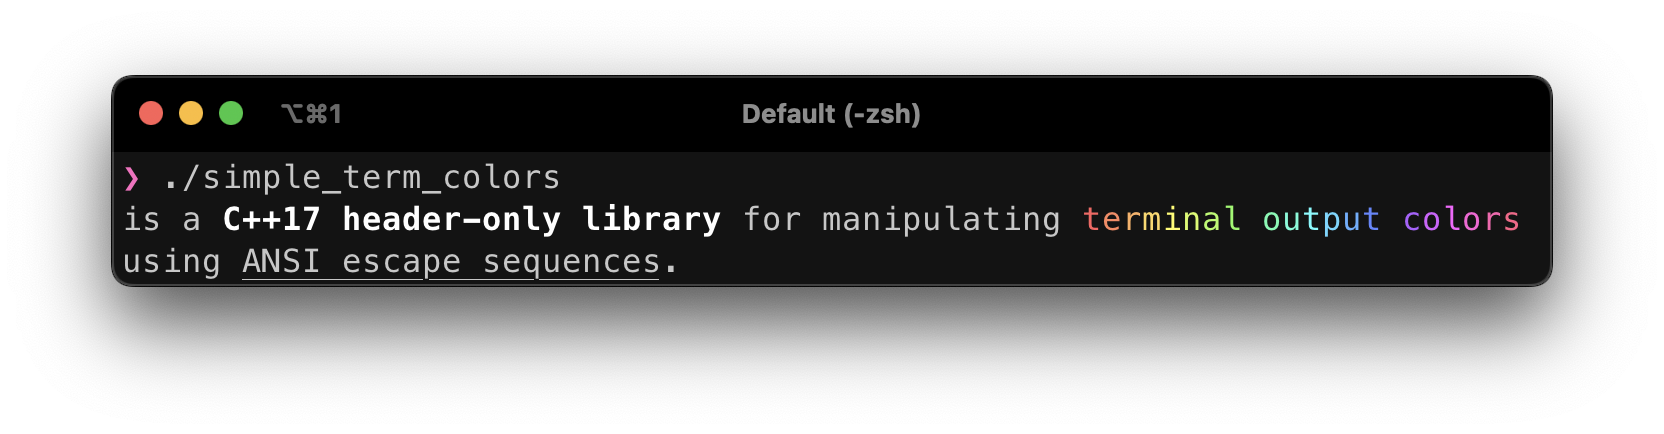 ⌥⌘1 Default (-zsh)
❯ ./simple_term_colors
is a C++17 header-only library for manipulating terminal output colors
using ANSI escape sequences.